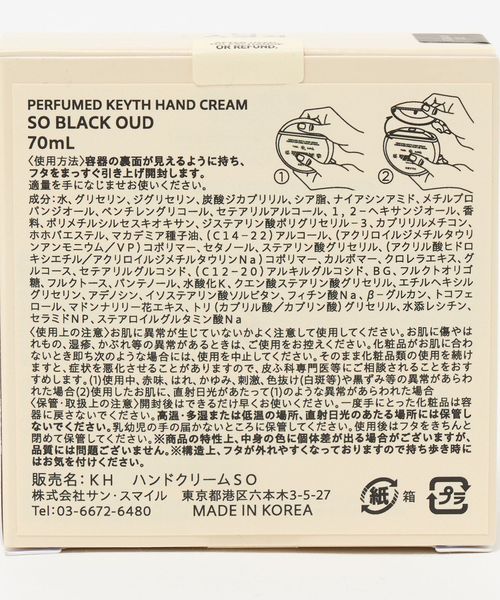 OR REFUND.
PERFUMED KEYTH HAND CREAM
SO BLACK OUD
70mL
〈使用方法〉容器の裏面が見えるように持ち、
フタをまっすぐ引き上げ開封します。
適量を手になじませお使いください。
① ②
成分:水、グリセリン、ジグリセリン、炭酸ジカプリリル、シア脂、ナイアシンアミド、メチルプロ
パンジオール、ペンチレングリコール、セテアリルアルコール、1,2-ヘキサンジオール、香
料、ポリメチルシルセスキオキサン、ジステアリン酸ポリグリセリル-3、カプリリルメチコン、
ホホバエステル、マカデミア種子油、(C14-22)アルコール、(アクリロイルジメチルタウ
リンアンモニウム/VP)コポリマー、セタノール、ステアリン酸グリセリル、(アクリル酸ヒドロ
キシエチル/アクリロイルジメチルタウリンNa)コポリマー、カルボマー、クロレラエキス、グ
ルコース、セテアリルグルコシド、(C12-20)アルキルグルコシド、BG、フルクトオリゴ
糖、フルクトース、パンテノール、水酸化K、クエン酸ステアリン酸グリセリル、エチルヘキシル
グリセリン、アデノシン、イソステアリン酸ソルビタン、フィチン酸Na、β-グルカン、トコフェ
ロール、マドンナリリー花エキス、トリ(カプリル酸/カプリン酸)グリセリル、水添レシチン、
セラミドNP、ステアロイルグルタミン酸Na
〈使用上の注意〉お肌に異常が生じていないかよく注意して使用してください。お肌に傷やは
れもの、湿疹、かぶれ等の異常があるときは、ご使用をお控えください。化粧品がお肌に合わ
ないとき即ち次のような場合には、使用を中止してください。そのまま化粧品類の使用を続け
ますと、症状を悪化させることがありますので、皮ふ科専門医等にご相談されることをおす
すめします。(1)使用中、赤味、はれ、かゆみ、刺激、色抜け(白斑等)や黒ずみ等の異常があらわ
れた場合(2)使用したお肌に、直射日光があたって(1)のような異常があらわれた場合
〈保管・取扱上の注意〉開封後はできるだけ早く使用してください。一度手にとった化粧品は容
器に戻さないでください。高温・多湿または低温の場所、直射日光のあたる場所には保管し
ないでください。乳幼児の手の届かないところに保管してください。使用後はフタをきちんと
閉めて保管してください。※商品の特性上、中身の色に個体差が出る場合がございますが、
品質には問題ございません。※構造上、フタが外れやすくなっておりますので持ち歩き時に
はお気を付けください。
販売名:KH ハンドクリームSO
株式会社サン・スマイル 東京都港区六本木3-5-27
Tel:03-6672-6480 MADE IN KOREA
紙 箱 プラ